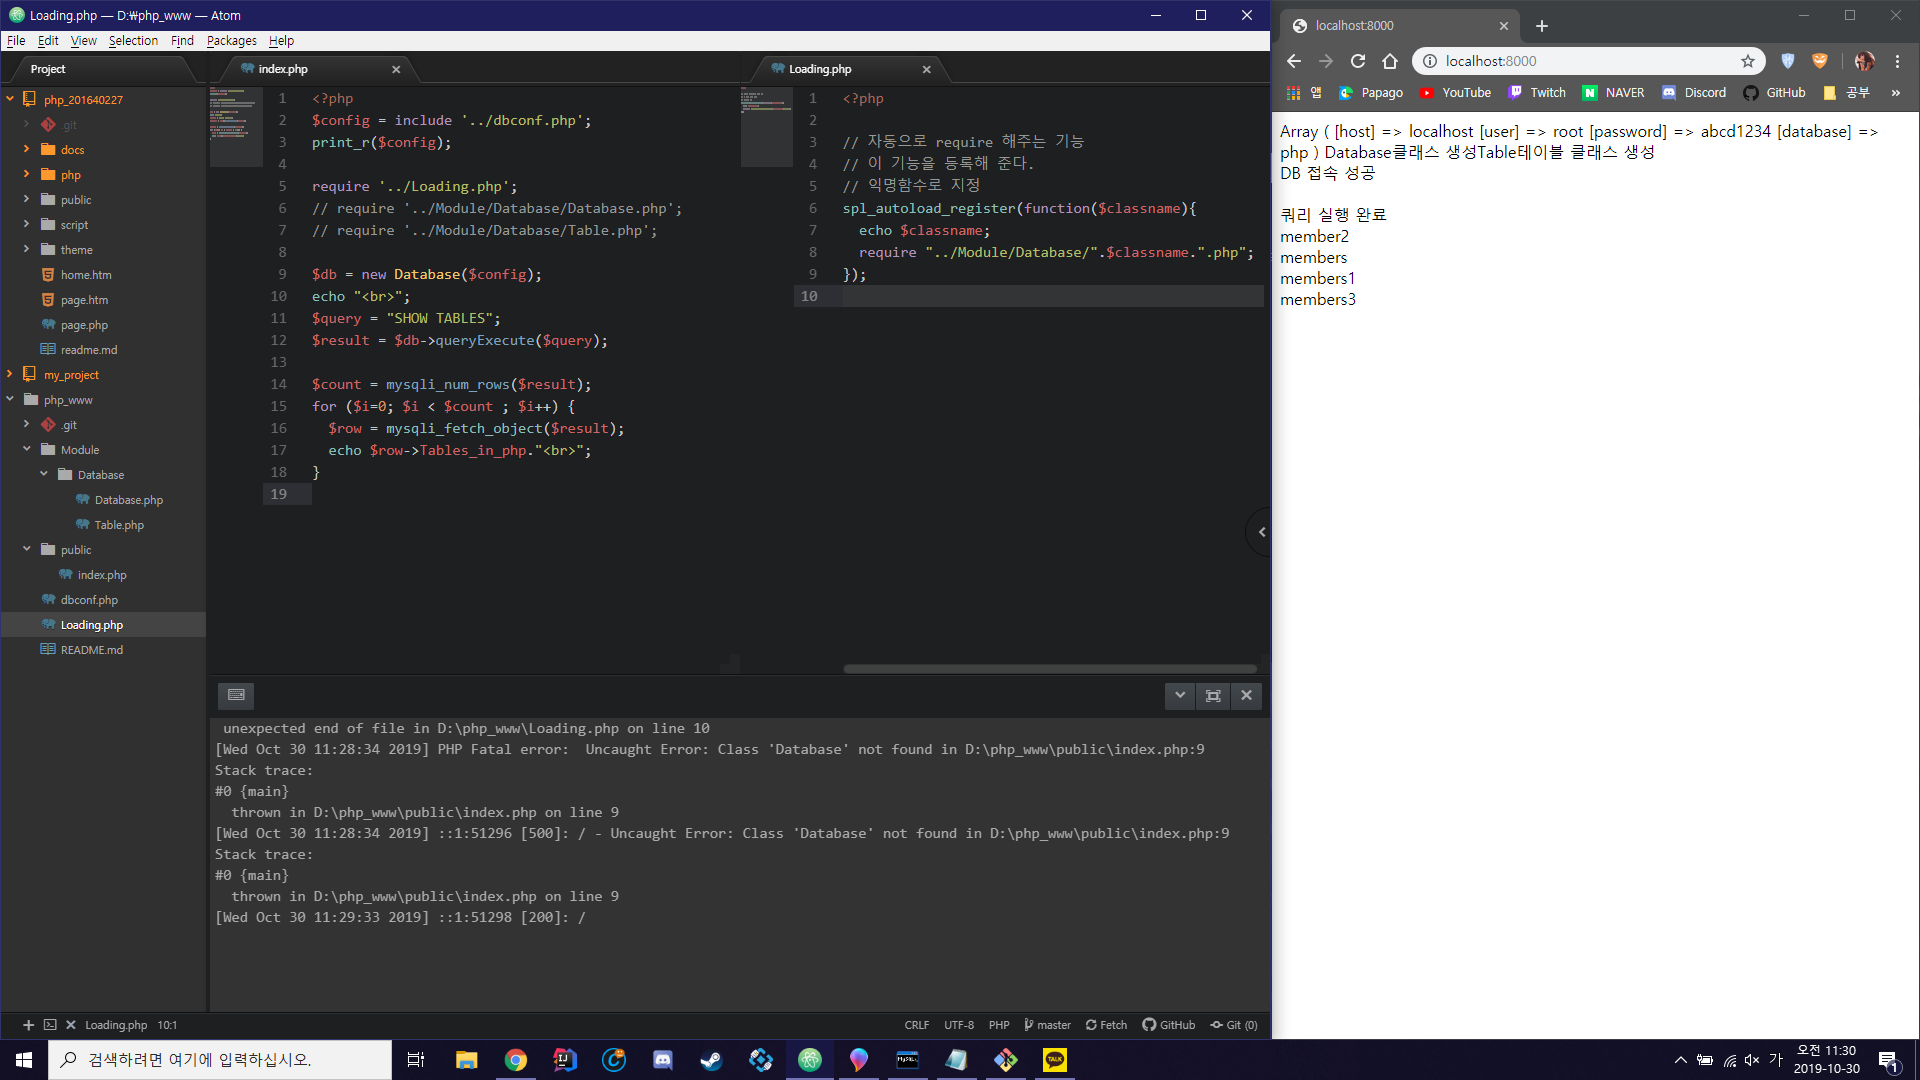 Loading.php — D:\php_www — Atom
File Edit View Selection Find Packages Help
Project
php_201640227
.git
docs
php
public
script
theme
home.htm
page.htm
page.php
readme.md
my_project
php_www
.git
Module
Database
Database.php
Table.php
public
index.php
dbconf.php
Loading.php
README.md
index.php
1 <?php
2 $config = include '../dbconf.php';
3 print_r($config);
4
5 require '../Loading.php';
6 // require '../Module/Database/Database.php';
7 // require '../Module/Database/Table.php';
8
9 $db = new Database($config);
10 echo "<br>";
11 $query = "SHOW TABLES";
12 $result = $db->queryExecute($query);
13
14 $count = mysqli_num_rows($result);
15 for ($i=0; $i < $count ; $i++) {
16 $row = mysqli_fetch_object($result);
17 echo $row->Tables_in_php."<br>";
18 }
19
Loading.php
1 <?php
2
3 // 자동으로 require 해주는 기능
4 // 이 기능을 등록해 준다.
5 // 익명함수로 지정
6 spl_autoload_register(function($classname){
7 echo $classname;
8 require "../Module/Database/".$classname.".php";
9 });
10
unexpected end of file in D:\php_www\Loading.php on line 10
[Wed Oct 30 11:28:34 2019] PHP Fatal error:  Uncaught Error: Class 'Database' not found in D:\php_www\public\index.php:9
Stack trace:
#0 {main}
thrown in D:\php_www\public\index.php on line 9
[Wed Oct 30 11:28:34 2019] ::1:51296 [500]: / - Uncaught Error: Class 'Database' not found in D:\php_www\public\index.php:9
Stack trace:
#0 {main}
thrown in D:\php_www\public\index.php on line 9
[Wed Oct 30 11:29:33 2019] ::1:51298 [200]: /
Loading.php 10:1 CRLF UTF-8 PHP master Fetch GitHub Git (0)
localhost:8000
localhost:8000
앱 Papago YouTube Twitch NAVER Discord GitHub 공부 »
Array ( [host] => localhost [user] => root [password] => abcd1234 [database] =>
php ) Database클래스 생성Table테이블 클래스 생성
DB 접속 성공
쿼리 실행 완료
member2
members
members1
members3
검색하려면 여기에 입력하십시오.
MySQL
TALK
가
오전 11:30
2019-10-30
1